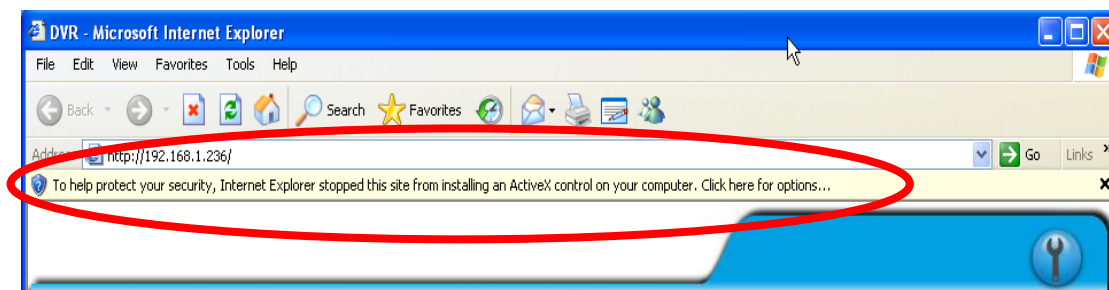 DVR - Microsoft Internet Explorer
File Edit View Favorites Tools Help
Back Search Favorites
Address http://192.168.1.236/ Go Links »
To help protect your security, Internet Explorer stopped this site from installing an ActiveX control on your computer. Click here for options...